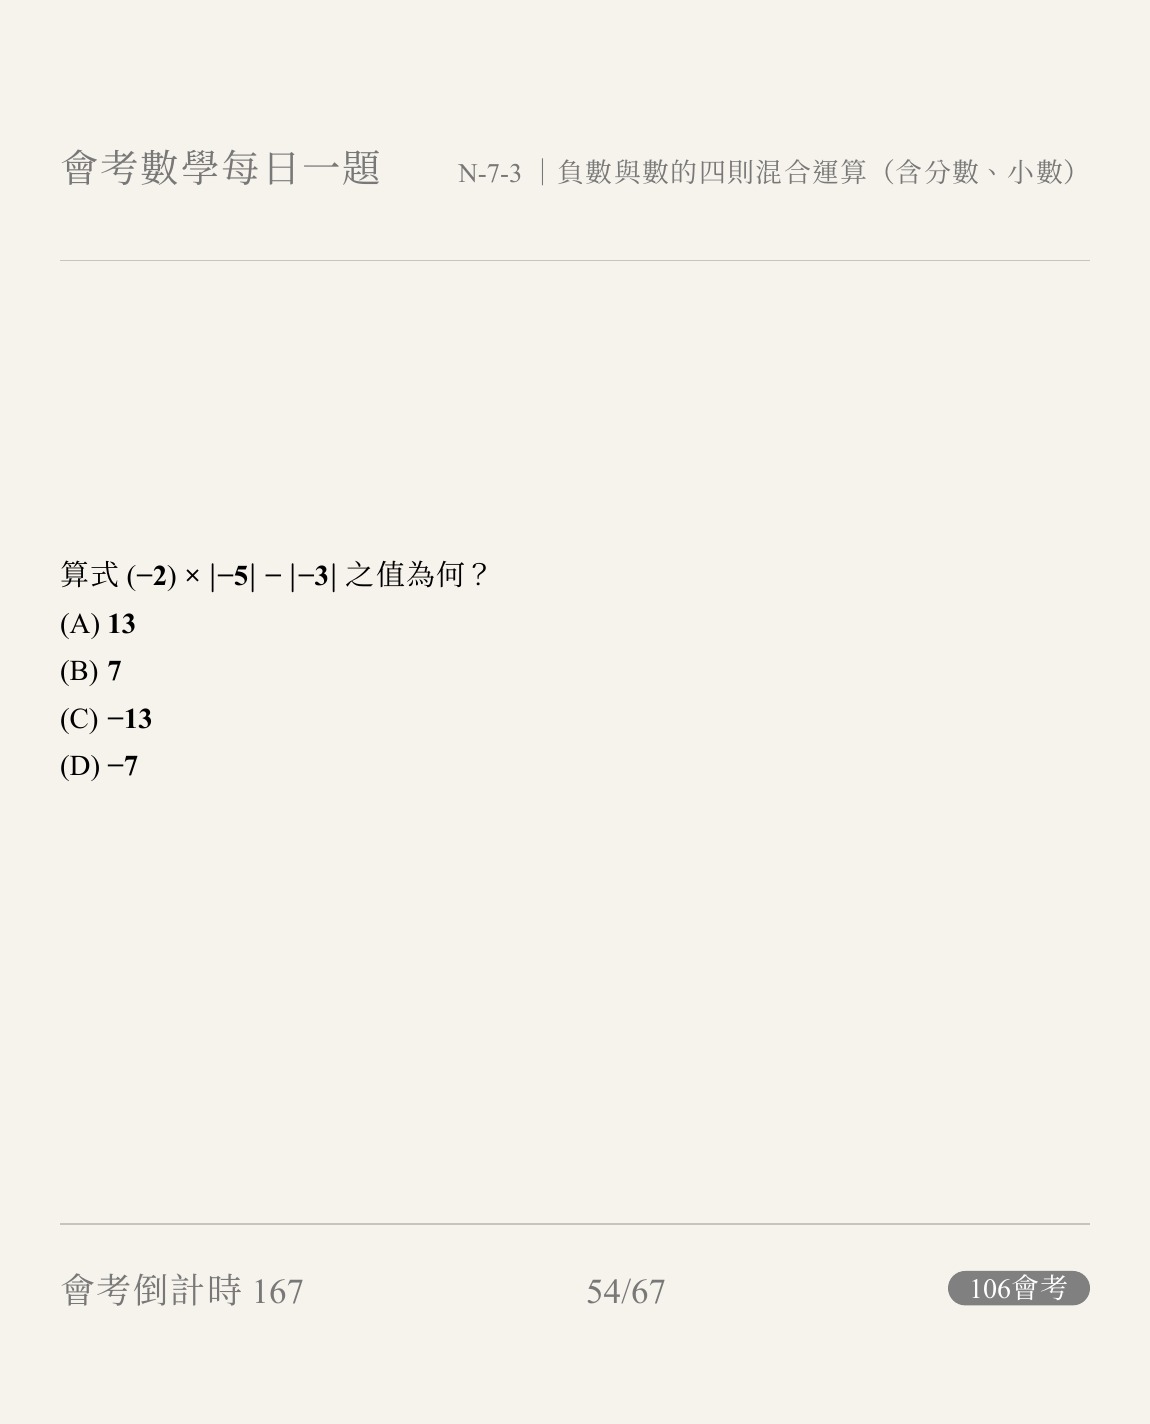 會考數學每日一題
N-7-3｜負數與數的四則混合運算（含分數、小數）
算式 (−2) × |−5| − |−3| 之值為何？
(A) 13
(B) 7
(C) −13
(D) −7
會考倒計時 167
54/67
106會考